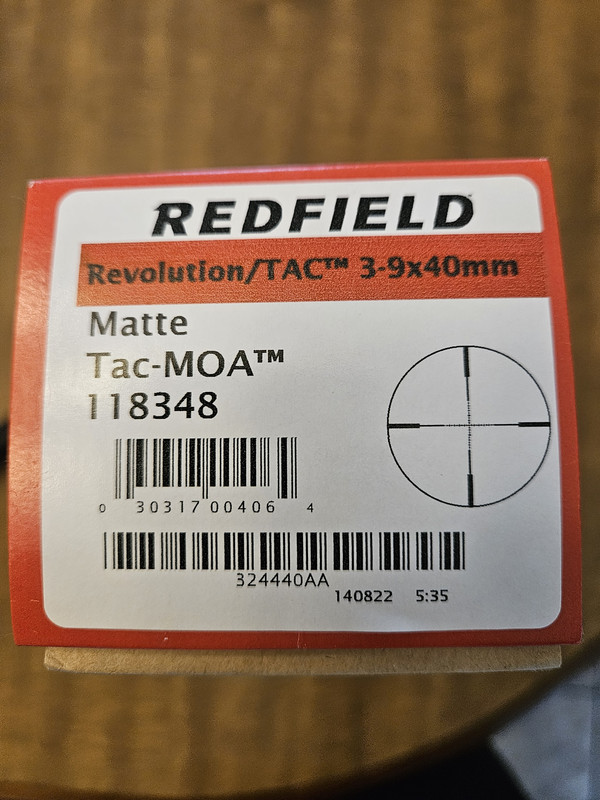 REDFIELD
Revolution/TAC™ 3-9x40mm
Matte
Tac-MOA™
118348
0 30317 00406 4
324440AA
140822 5:35